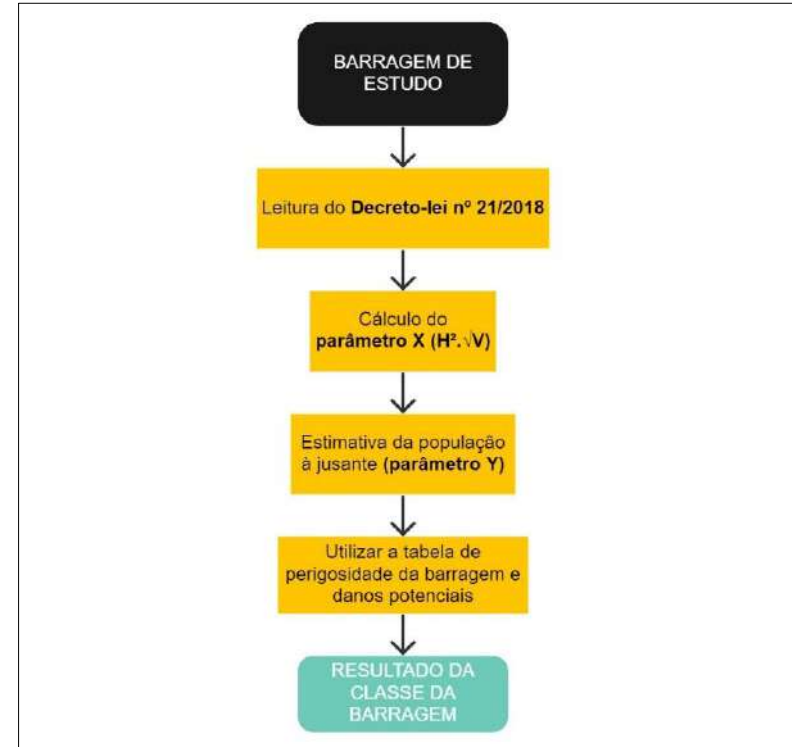 BARRAGEM DE
ESTUDO
Leitura do Decreto-lei nº 21/2018
Cálculo do
parâmetro X (H².√V)
Estimativa da população
à jusante (parâmetro Y)
Utilizar a tabela de
perigosidade da barragem e
danos potenciais
RESULTADO DA
CLASSE DA
BARRAGEM